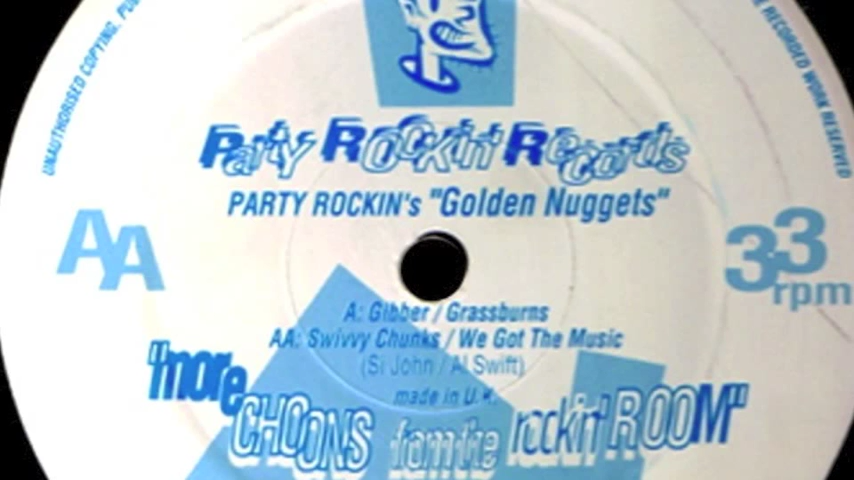 UNAUTHORISED COPYING, PU
E RECORDED WORK RESERVED
Party Rockin' Records
PARTY ROCKIN's "Golden Nuggets"
AA
33
rpm
A: Gibber / Grassburns
AA: Swivvy Chunks / We Got The Music
(Si John / Al Swift)
made in U.K.
"more
CHOONS from the rockin' ROOM"